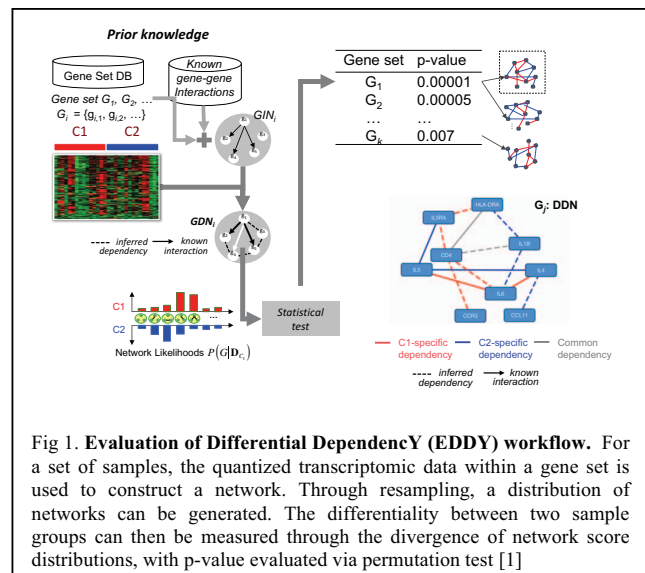 Prior knowledge
Gene Set DB
Known
gene-gene
Interactions
Gene set G1, G2, …
Gi = {gi,1, gi,2, …}
C1 C2
GINi
GDNi
inferred known
dependency interaction
C1
C2
Network Likelihoods P(G|DCi)
Statistical
test
Gene set p-value
G1 0.00001
G2 0.00005
… …
Gk 0.007
Gj: DDN
HLA-DRA
IL5RA
IL1B
CD4
IL5
IL4
IL6
CCR3
CCL11
C1-specific C2-specific Common
dependency dependency dependency
inferred known
dependency interaction
Fig 1. Evaluation of Differential DependencY (EDDY) workflow. For
a set of samples, the quantized transcriptomic data within a gene set is
used to construct a network. Through resampling, a distribution of
networks can be generated. The differentiality between two sample
groups can then be measured through the divergence of network score
distributions, with p-value evaluated via permutation test [1]